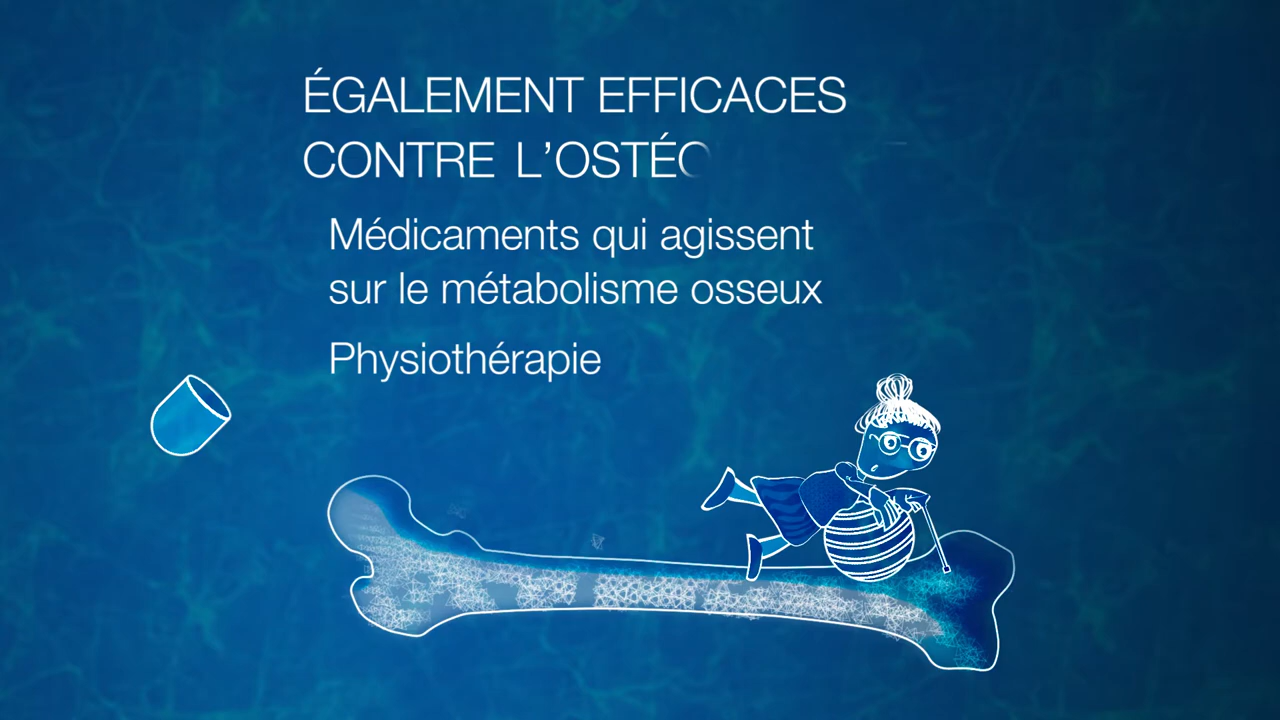 ÉGALEMENT EFFICACES
CONTRE L’OSTÉO
Médicaments qui agissent
sur le métabolisme osseux
Physiothérapie